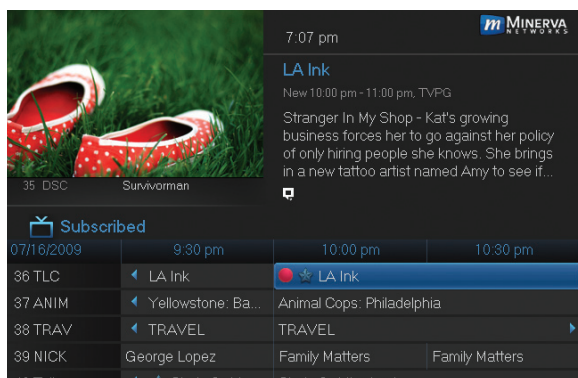 m MINERVA
NETWORKS
7:07 pm
LA Ink
New 10:00 pm - 11:00 pm, TVPG
Stranger In My Shop - Kat's growing
business forces her to go against her policy
of only hiring people she knows. She brings
in a new tattoo artist named Amy to see if...
35 DSC Survivorman
Subscribed
07/16/2009 9:30 pm 10:00 pm 10:30 pm
36 TLC LA Ink LA Ink
37 ANIM Yellowstone: Ba... Animal Cops: Philadelphia
38 TRAV TRAVEL TRAVEL
39 NICK George Lopez Family Matters Family Matters